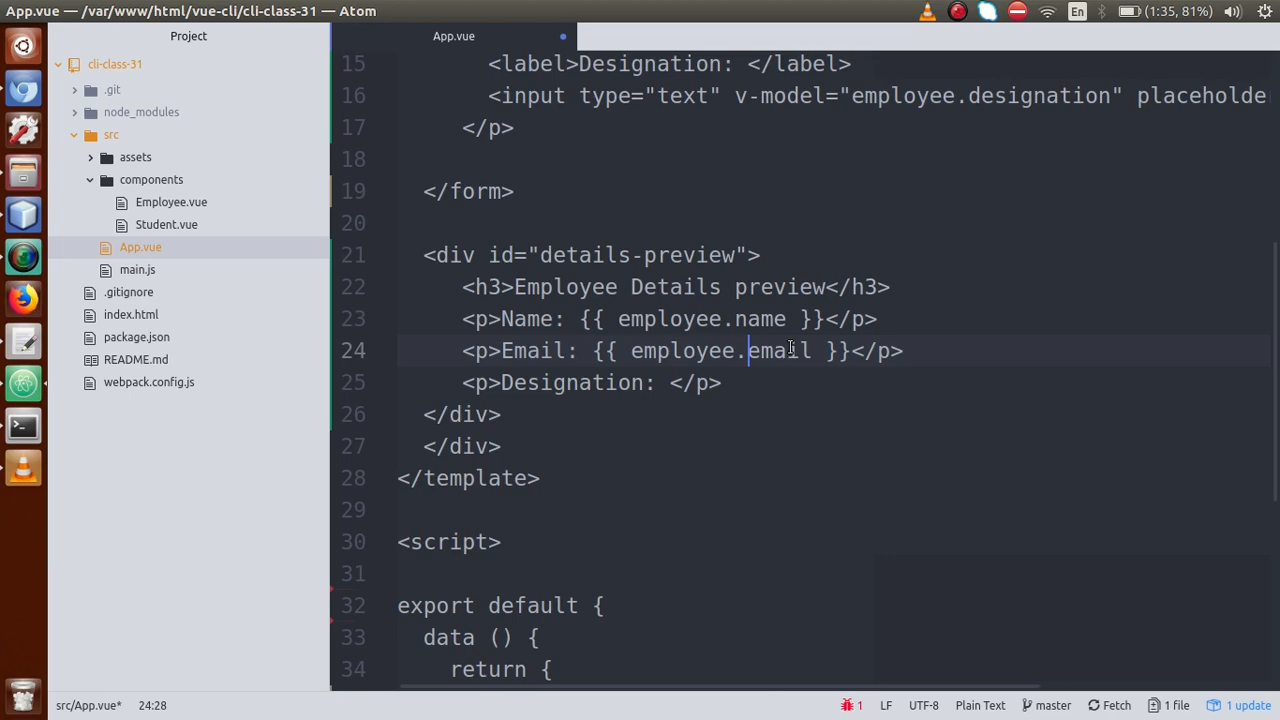 App.vue — /var/www/html/vue-cli/cli-class-31 — Atom
En
(1:35, 81%)
Project
App.vue
cli-class-31
.git
node_modules
src
assets
components
Employee.vue
Student.vue
App.vue
main.js
.gitignore
index.html
package.json
README.md
webpack.config.js
15 <label>Designation: </label>
16 <input type="text" v-model="employee.designation" placeholde
17 </p>
18
19 </form>
20
21 <div id="details-preview">
22 <h3>Employee Details preview</h3>
23 <p>Name: {{ employee.name }}</p>
24 <p>Email: {{ employee.email }}</p>
25 <p>Designation: </p>
26 </div>
27 </div>
28 </template>
29
30 <script>
31
32 export default {
33 data () {
34 return {
src/App.vue* 24:28 1 LF UTF-8 Plain Text master Fetch 1 file 1 update